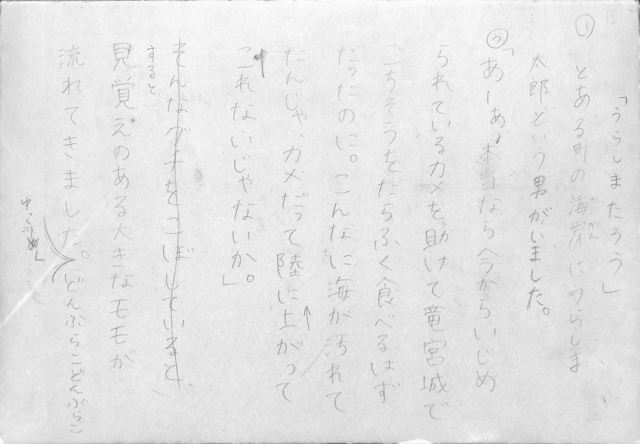 ① 「うらしまたろう」
とある町の海岸にうらしま
がん
太郎という男がいました。
② 「あーあ、本当なら今からいじめ
られているカメを助けて竜宮城で
ごちそうをたらふく食べるはず
だったのに。こんなに海が汚れて
たんじゃ、カメだって陸に上がって
これないじゃないか。」
そんなグチをこぼしていると
すると
見覚えのある大きなモモが
流れてきました。どんぶらこどんぶらこ